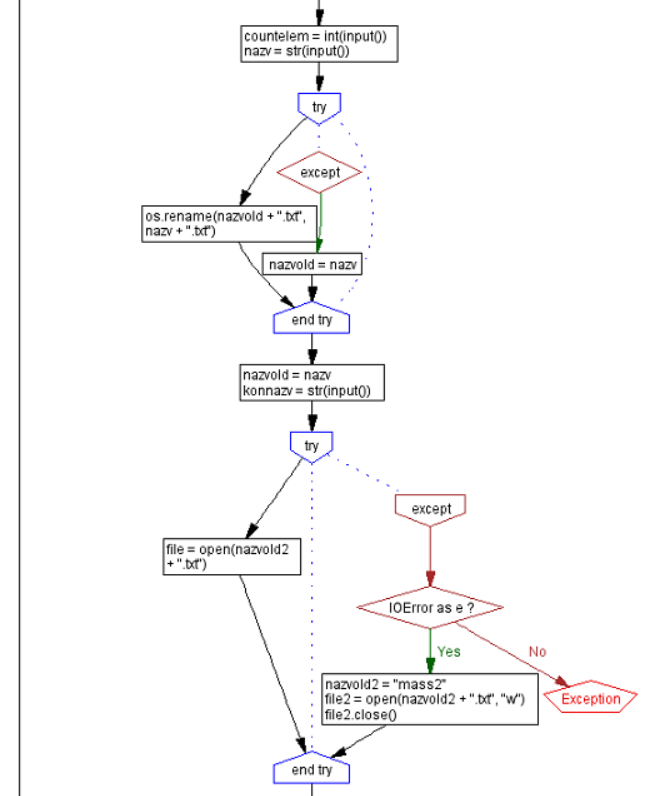 countelem = int(input())
nazv = str(input())
try
except
os.rename(nazvold + ".txt",
nazv + ".txt")
nazvold = nazv
end try
nazvold = nazv
konnazv = str(input())
try
except
file = open(nazvold2
+ ".txt")
IOError as e ?
Yes
No
nazvold2 = "mass2"
file2 = open(nazvold2 + ".txt", "w")
file2.close()
Exception
end try